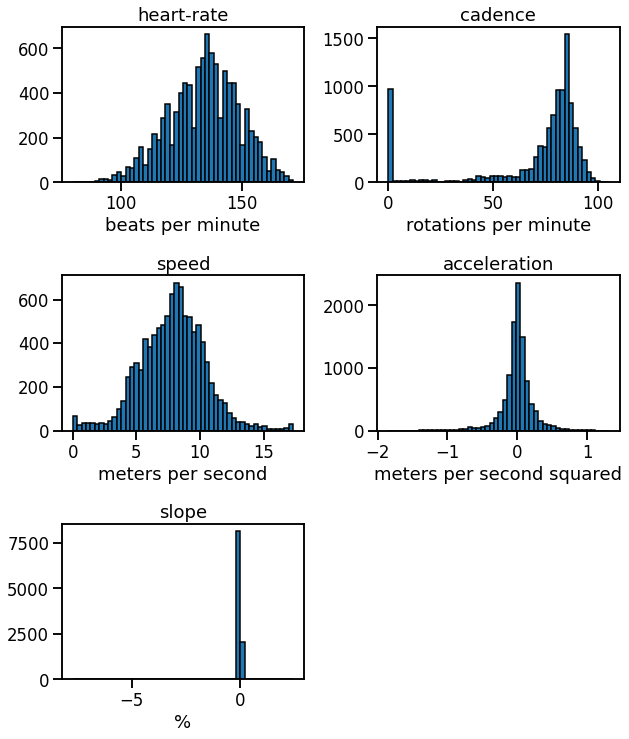 heart-rate
600
400
200
0
100 150
beats per minute
cadence
1500
1000
500
0
0 50 100
rotations per minute
speed
600
400
200
0
0 5 10 15
meters per second
acceleration
2000
1000
0
−2 −1 0 1
meters per second squared
slope
7500
5000
2500
0
−5 0
%